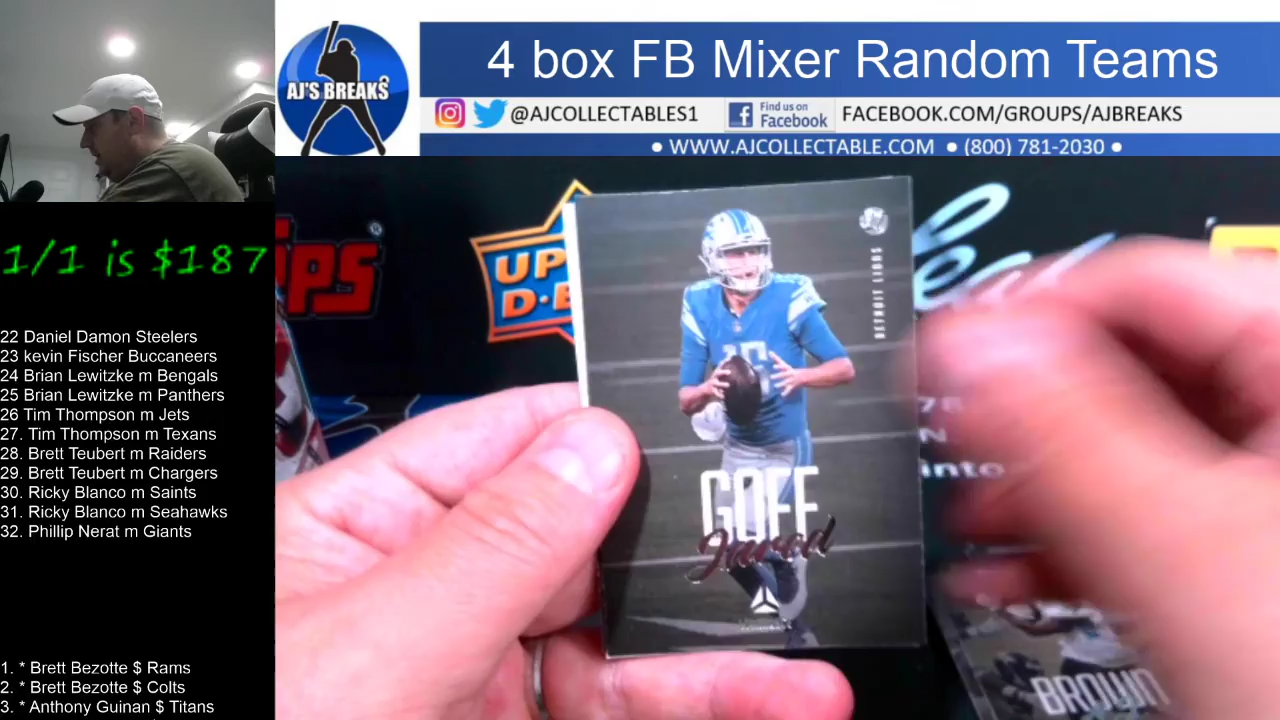 4 box FB Mixer Random Teams
AJ'S BREAKS
@AJCOLLECTABLES1
Find us on
Facebook
FACEBOOK.COM/GROUPS/AJBREAKS
• WWW.AJCOLLECTABLE.COM • (800) 781-2030 •
1/1 is $187
22 Daniel Damon Steelers
23 kevin Fischer Buccaneers
24 Brian Lewitzke m Bengals
25 Brian Lewitzke m Panthers
26 Tim Thompson m Jets
27. Tim Thompson m Texans
28. Brett Teubert m Raiders
29. Brett Teubert m Chargers
30. Ricky Blanco m Saints
31. Ricky Blanco m Seahawks
32. Phillip Nerat m Giants
1. * Brett Bezotte $ Rams
2. * Brett Bezotte $ Colts
3. * Anthony Guinan $ Titans
UP
DETROIT LIONS
16
GOFF
Jared
BROWN